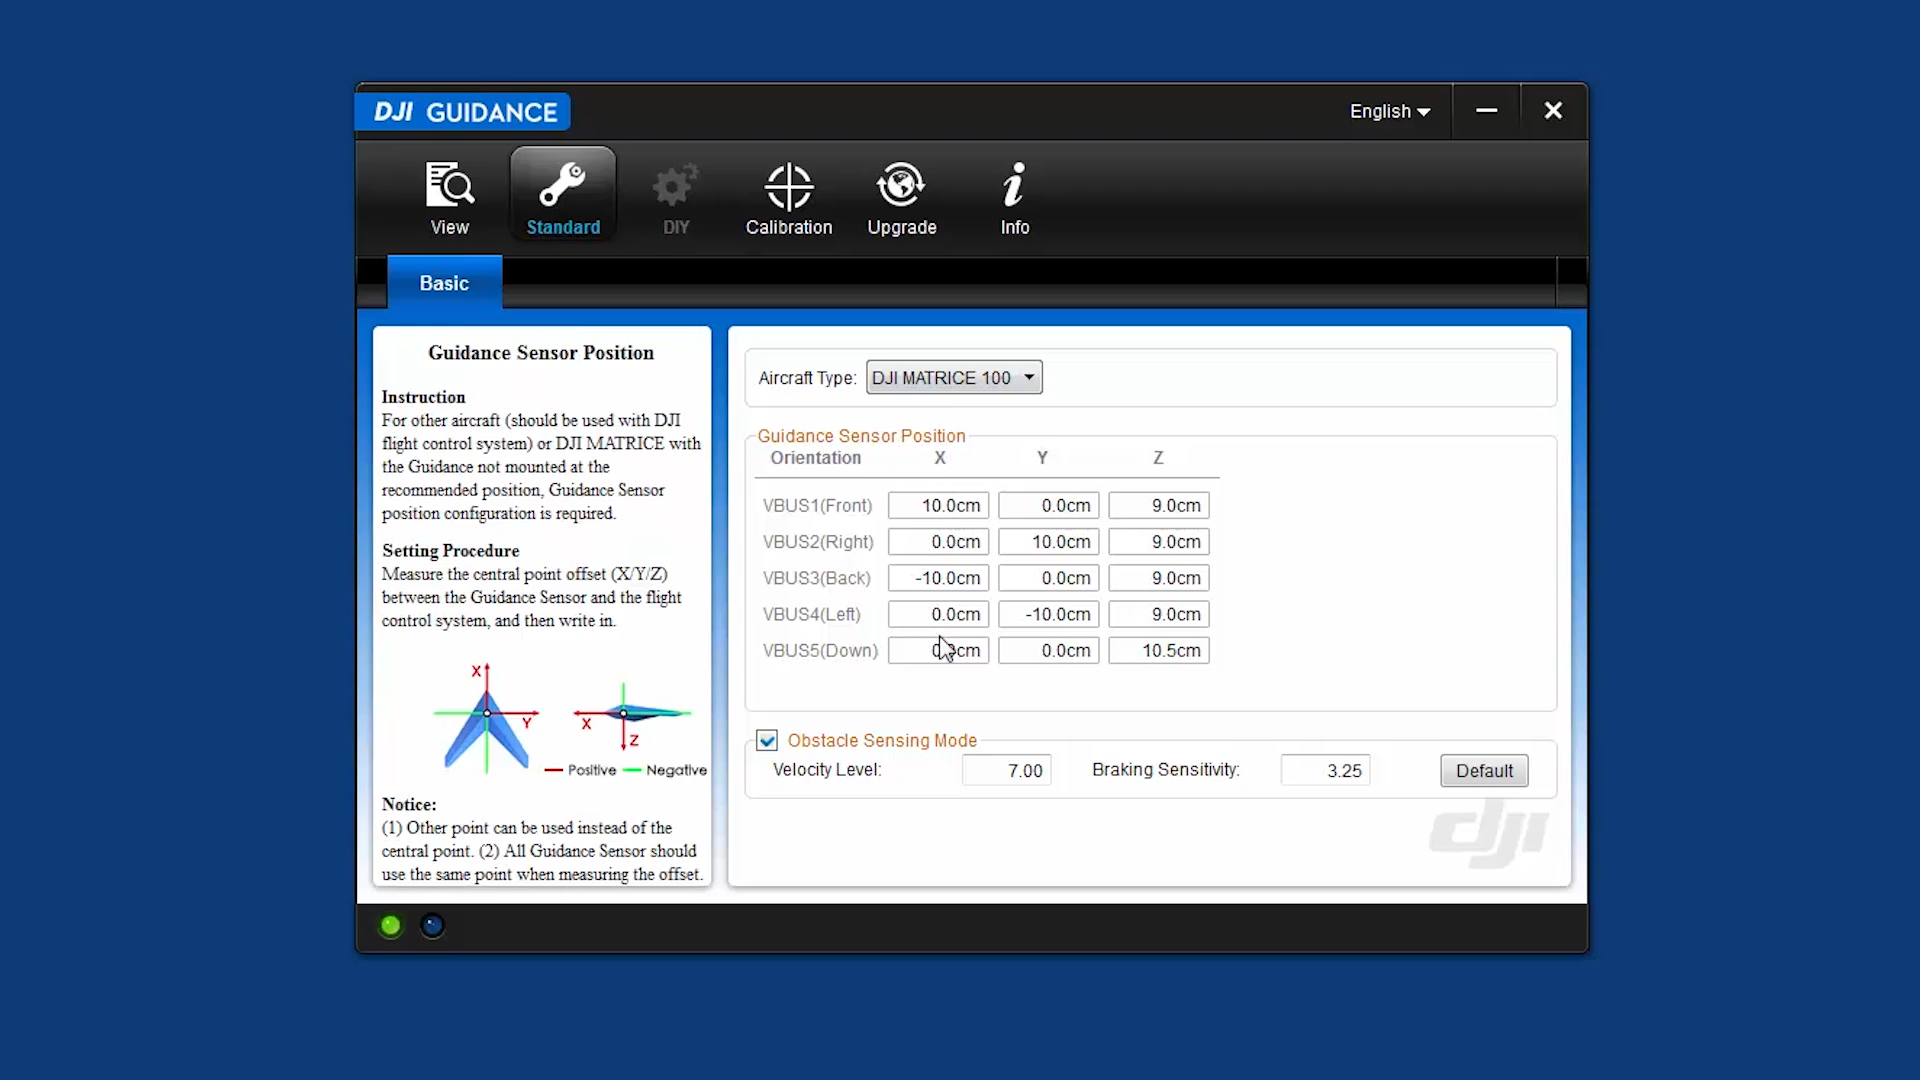 DJI GUIDANCE
English
View
Standard
DIY
Calibration
Upgrade
Info
Basic
Guidance Sensor Position
Instruction
For other aircraft (should be used with DJI
flight control system) or DJI MATRICE with
the Guidance not mounted at the
recommended position, Guidance Sensor
position configuration is required.
Setting Procedure
Measure the central point offset (X/Y/Z)
between the Guidance Sensor and the flight
control system, and then write in.
X
Y
X
Z
Positive
Negative
Notice:
(1) Other point can be used instead of the
central point. (2) All Guidance Sensor should
use the same point when measuring the offset.
Aircraft Type: DJI MATRICE 100
Guidance Sensor Position
Orientation X Y Z
VBUS1(Front) 10.0cm 0.0cm 9.0cm
VBUS2(Right) 0.0cm 10.0cm 9.0cm
VBUS3(Back) -10.0cm 0.0cm 9.0cm
VBUS4(Left) 0.0cm -10.0cm 9.0cm
VBUS5(Down) 0.0cm 0.0cm 10.5cm
Obstacle Sensing Mode
Velocity Level: 7.00 Braking Sensitivity: 3.25 Default
dji